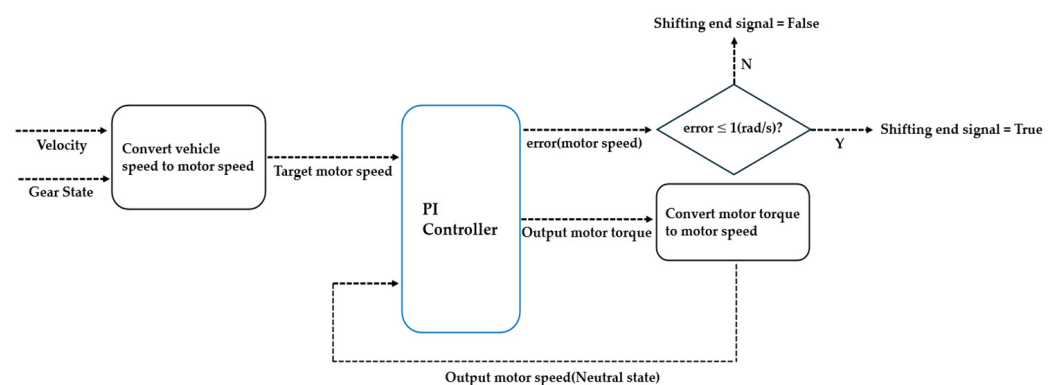 Shifting end signal = False
N
error ≤ 1(rad/s)?
Y
Shifting end signal = True
Velocity
Gear State
Convert vehicle
speed to motor speed
Target motor speed
PI
Controller
error(motor speed)
Output motor torque
Convert motor torque
to motor speed
Output motor speed(Neutral state)